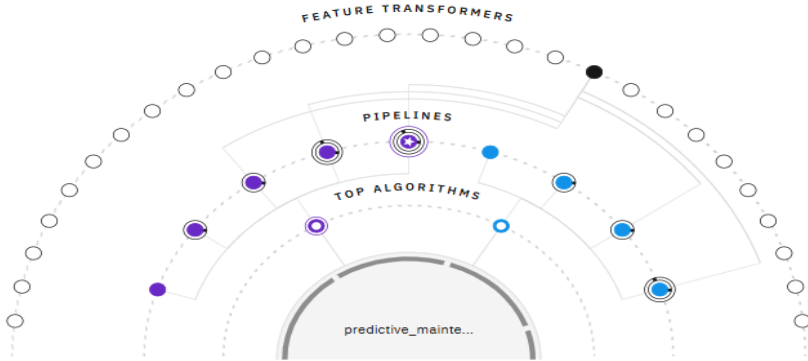 FEATURE TRANSFORMERS
PIPELINES
TOP ALGORITHMS
predictive_mainte...